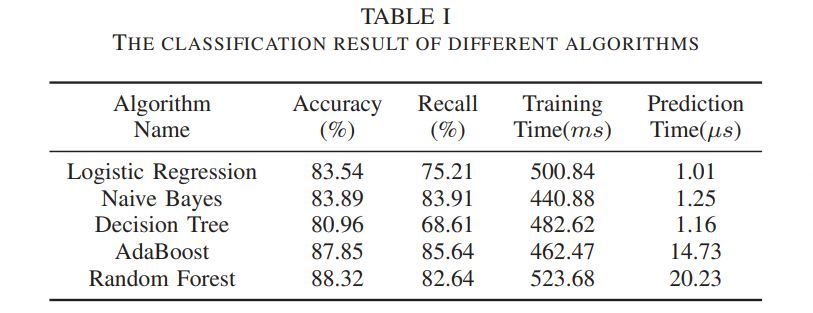 TABLE I
THE CLASSIFICATION RESULT OF DIFFERENT ALGORITHMS
Algorithm Name Accuracy (%) Recall (%) Training Time(ms) Prediction Time(μs)
Logistic Regression 83.54 75.21 500.84 1.01
Naive Bayes 83.89 83.91 440.88 1.25
Decision Tree 80.96 68.61 482.62 1.16
AdaBoost 87.85 85.64 462.47 14.73
Random Forest 88.32 82.64 523.68 20.23